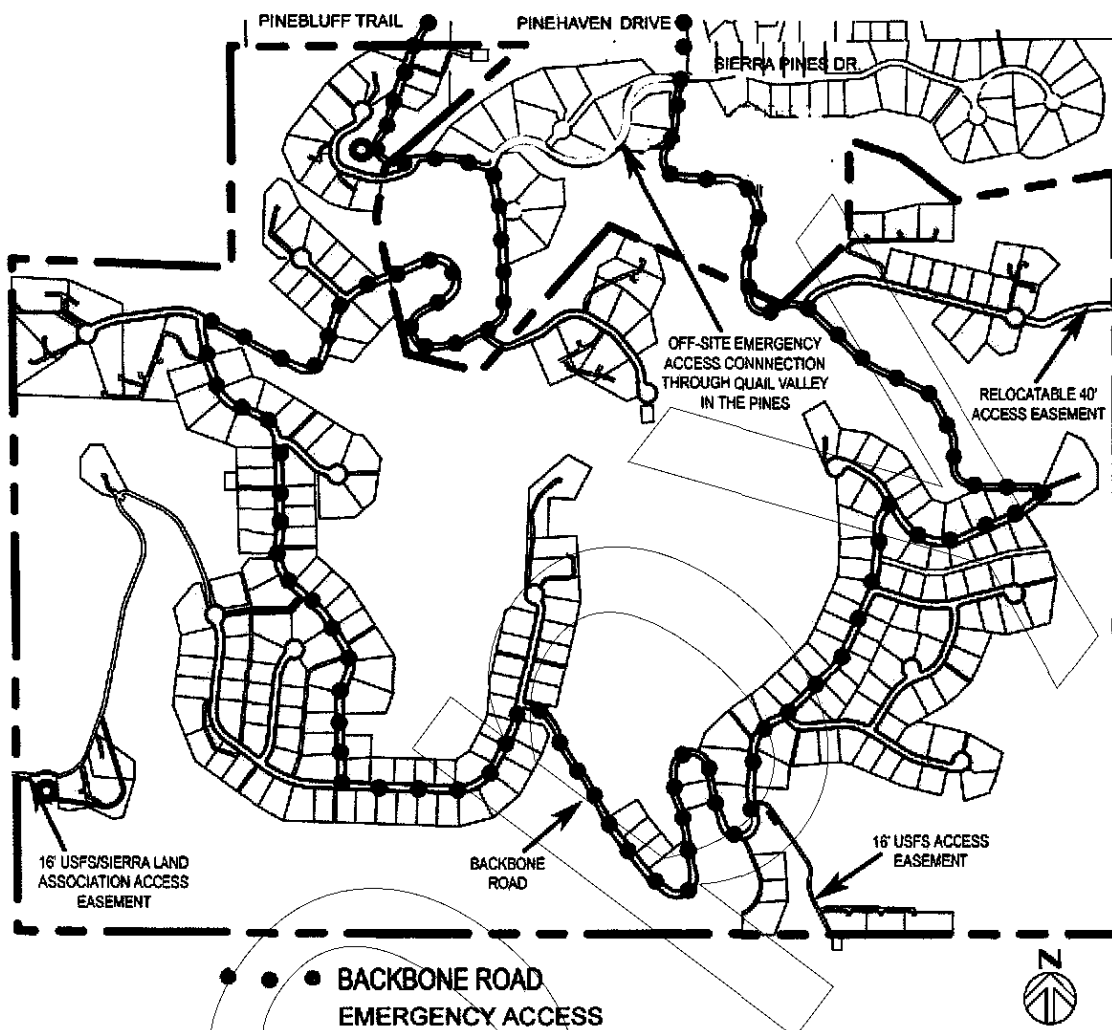 PINEBLUFF TRAIL
PINEHAVEN DRIVE
SIERRA PINES DR.
OFF-SITE EMERGENCY
ACCESS CONNNECTION
THROUGH QUAIL VALLEY
IN THE PINES
RELOCATABLE 40'
ACCESS EASEMENT
16' USFS/SIERRA LAND
ASSOCIATION ACCESS
EASEMENT
BACKBONE
ROAD
16' USFS ACCESS
EASEMENT
BACKBONE ROAD
EMERGENCY ACCESS
N